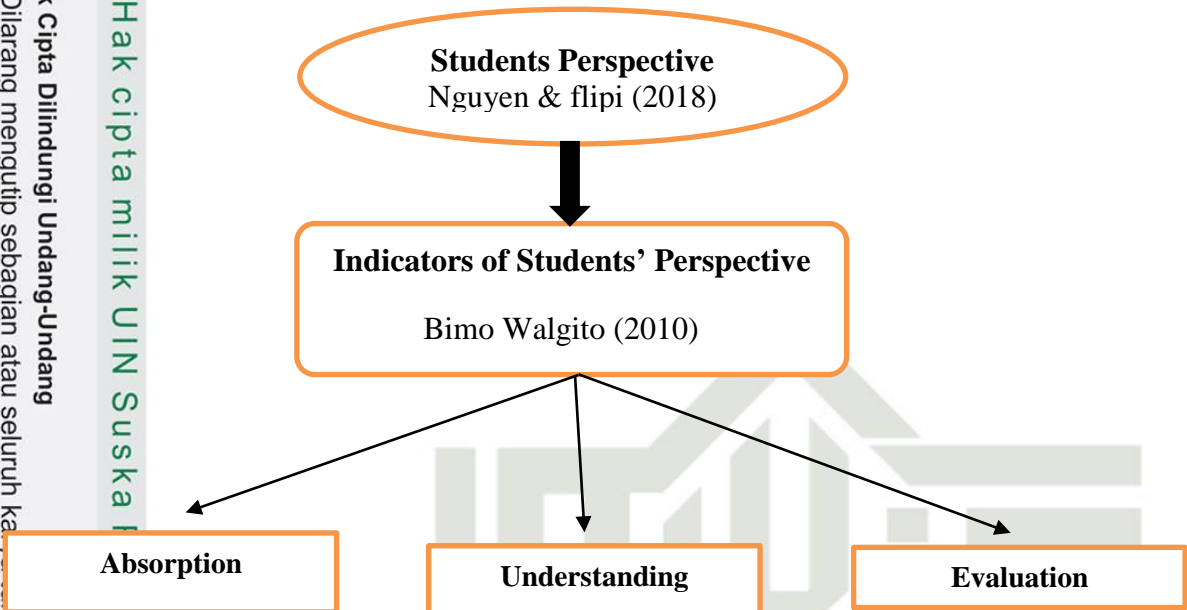 Hak cipta milik UIN Suska
Cipta Dilindungi Undang-Undang
Dilarang mengutip sebagian atau seluruh
Students Perspective
Nguyen & flipi (2018)
Indicators of Students’ Perspective
Bimo Walgito (2010)
Absorption
Understanding
Evaluation